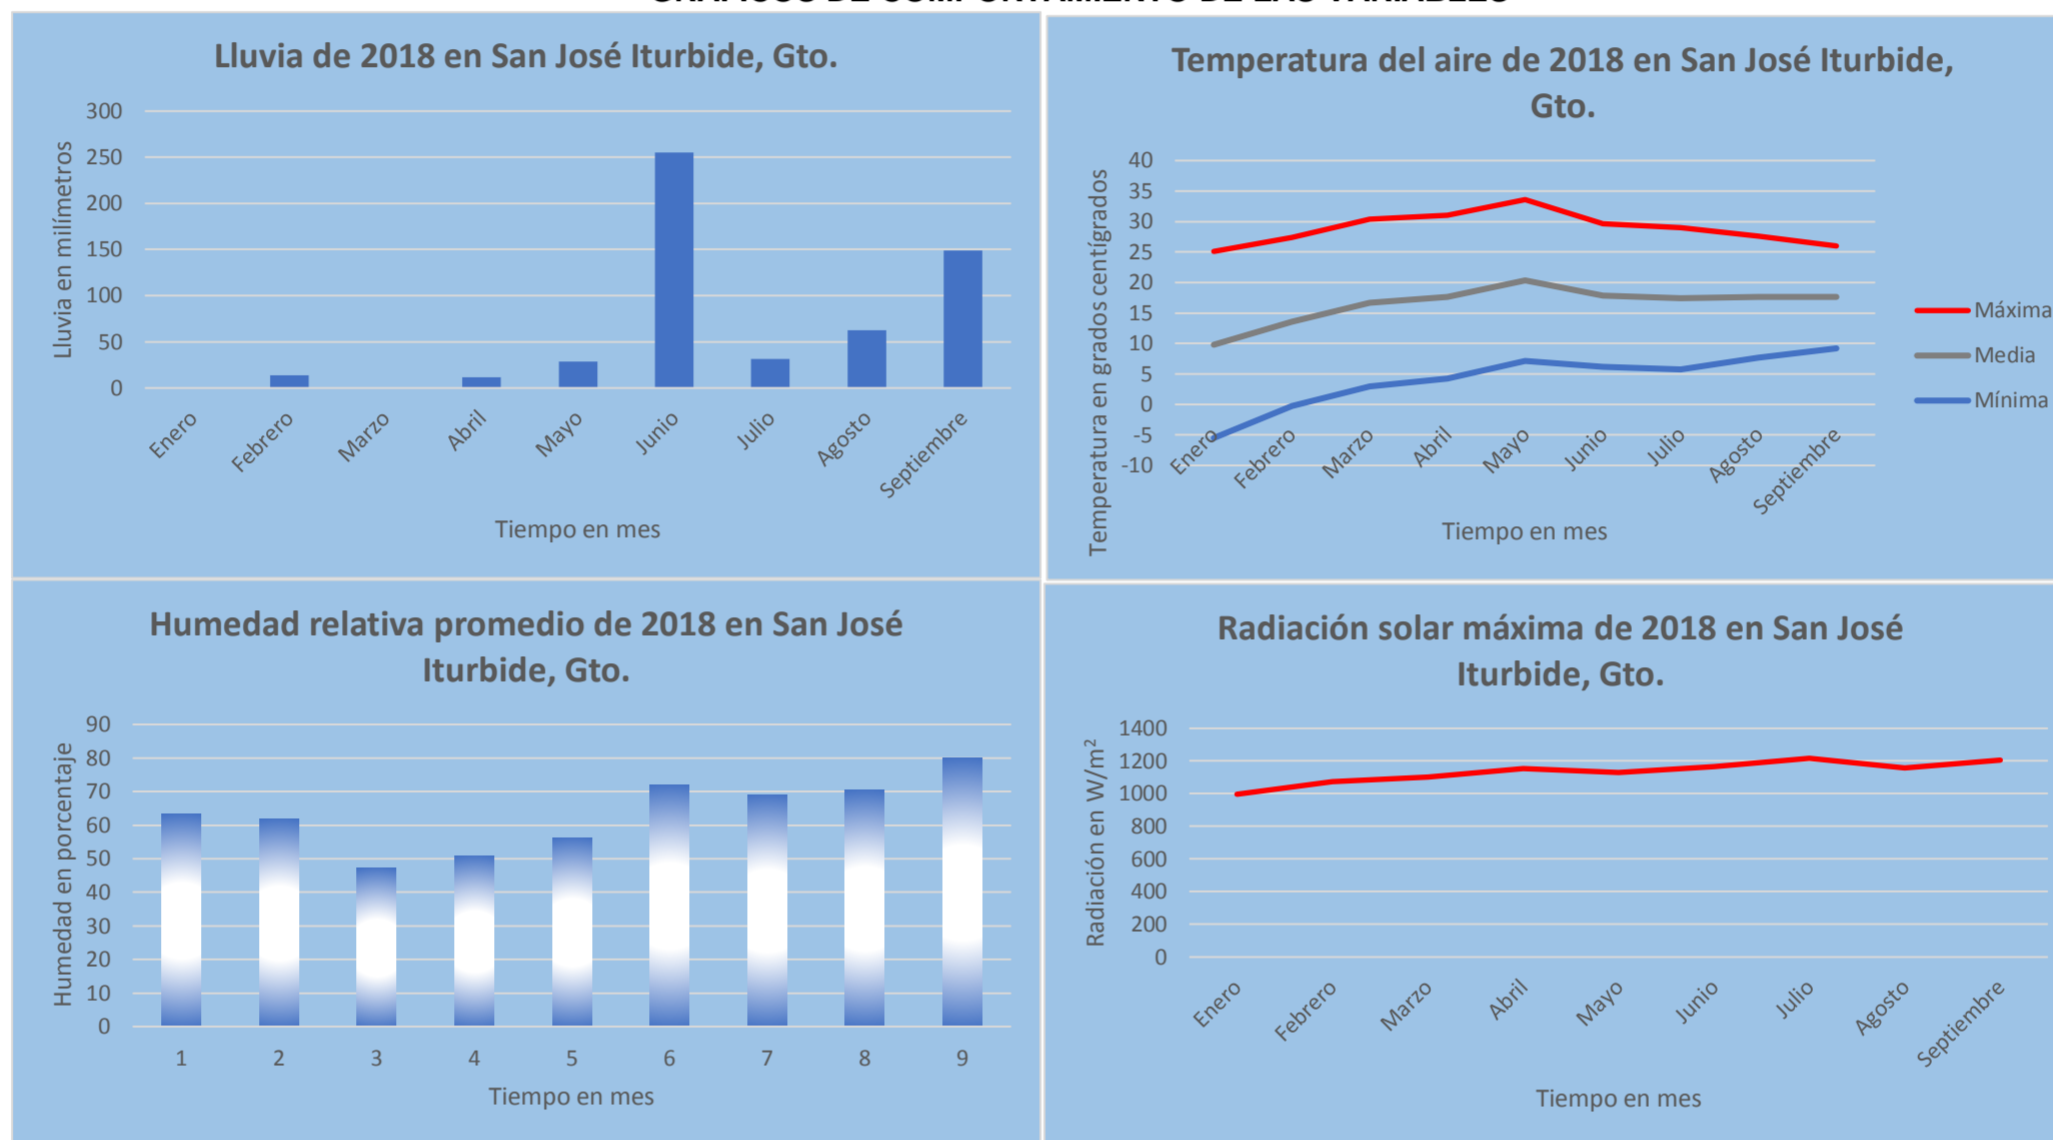 GRÁFICOS DE COMPORTAMIENTO DE LAS VARIABLES
Lluvia de 2018 en San José Iturbide, Gto.
Lluvia en milímetros
300
250
200
150
100
50
0
Enero
Febrero
Marzo
Abril
Mayo
Junio
Julio
Agosto
Septiembre
Tiempo en mes
Temperatura del aire de 2018 en San José Iturbide,
Gto.
Temperatura en grados centígrados
40
35
30
25
20
15
10
5
0
-5
-10
Enero
Febrero
Marzo
Abril
Mayo
Junio
Julio
Agosto
Septiembre
Tiempo en mes
Máxima
Media
Mínima
Humedad relativa promedio de 2018 en San José
Iturbide, Gto.
Humedad en porcentaje
90
80
70
60
50
40
30
20
10
0
1
2
3
4
5
6
7
8
9
Tiempo en mes
Radiación solar máxima de 2018 en San José
Iturbide, Gto.
Radiación en W/m²
1400
1200
1000
800
600
400
200
0
Enero
Febrero
Marzo
Abril
Mayo
Junio
Julio
Agosto
Septiembre
Tiempo en mes